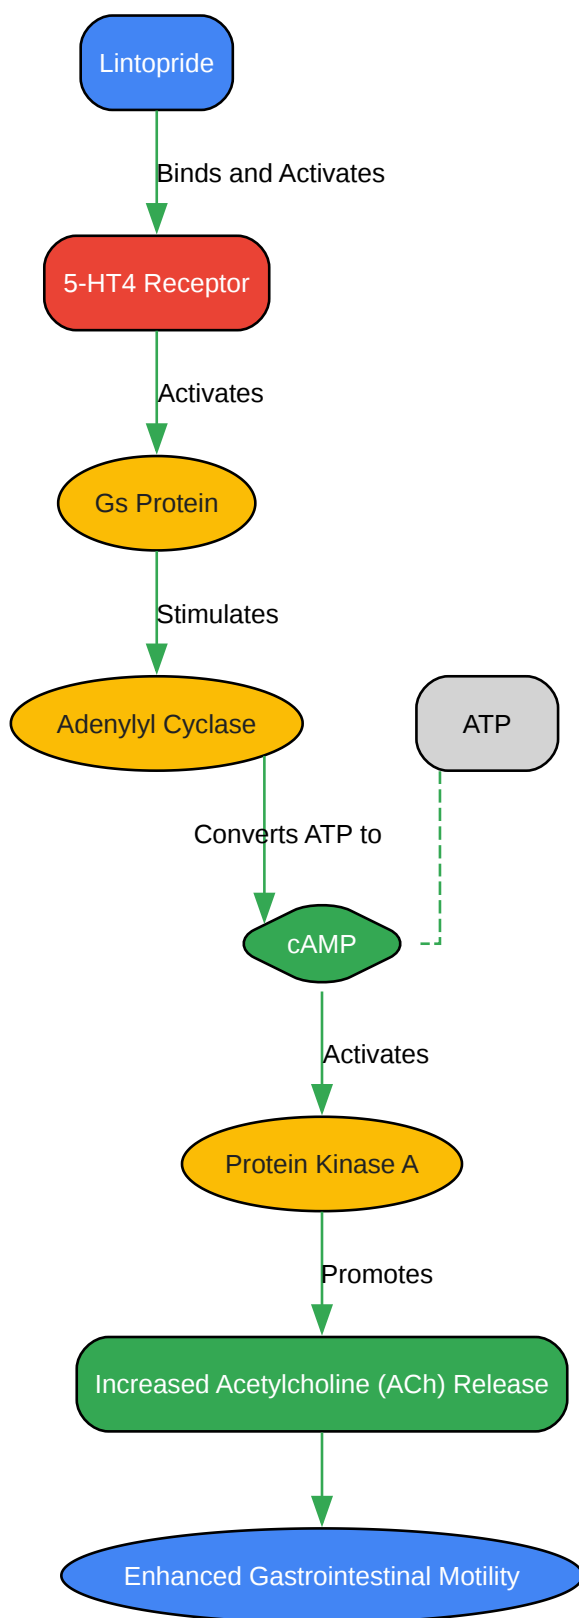 Lintopride
Binds and Activates
5-HT4 Receptor
Activates
Gs Protein
Stimulates
Adenylyl Cyclase
ATP
Converts ATP to
cAMP
Activates
Protein Kinase A
Promotes
Increased Acetylcholine (ACh) Release
Enhanced Gastrointestinal Motility